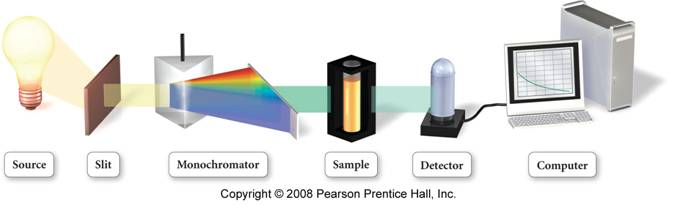 Source Slit Monochromator Sample Detector Computer
Copyright © 2008 Pearson Prentice Hall, Inc.